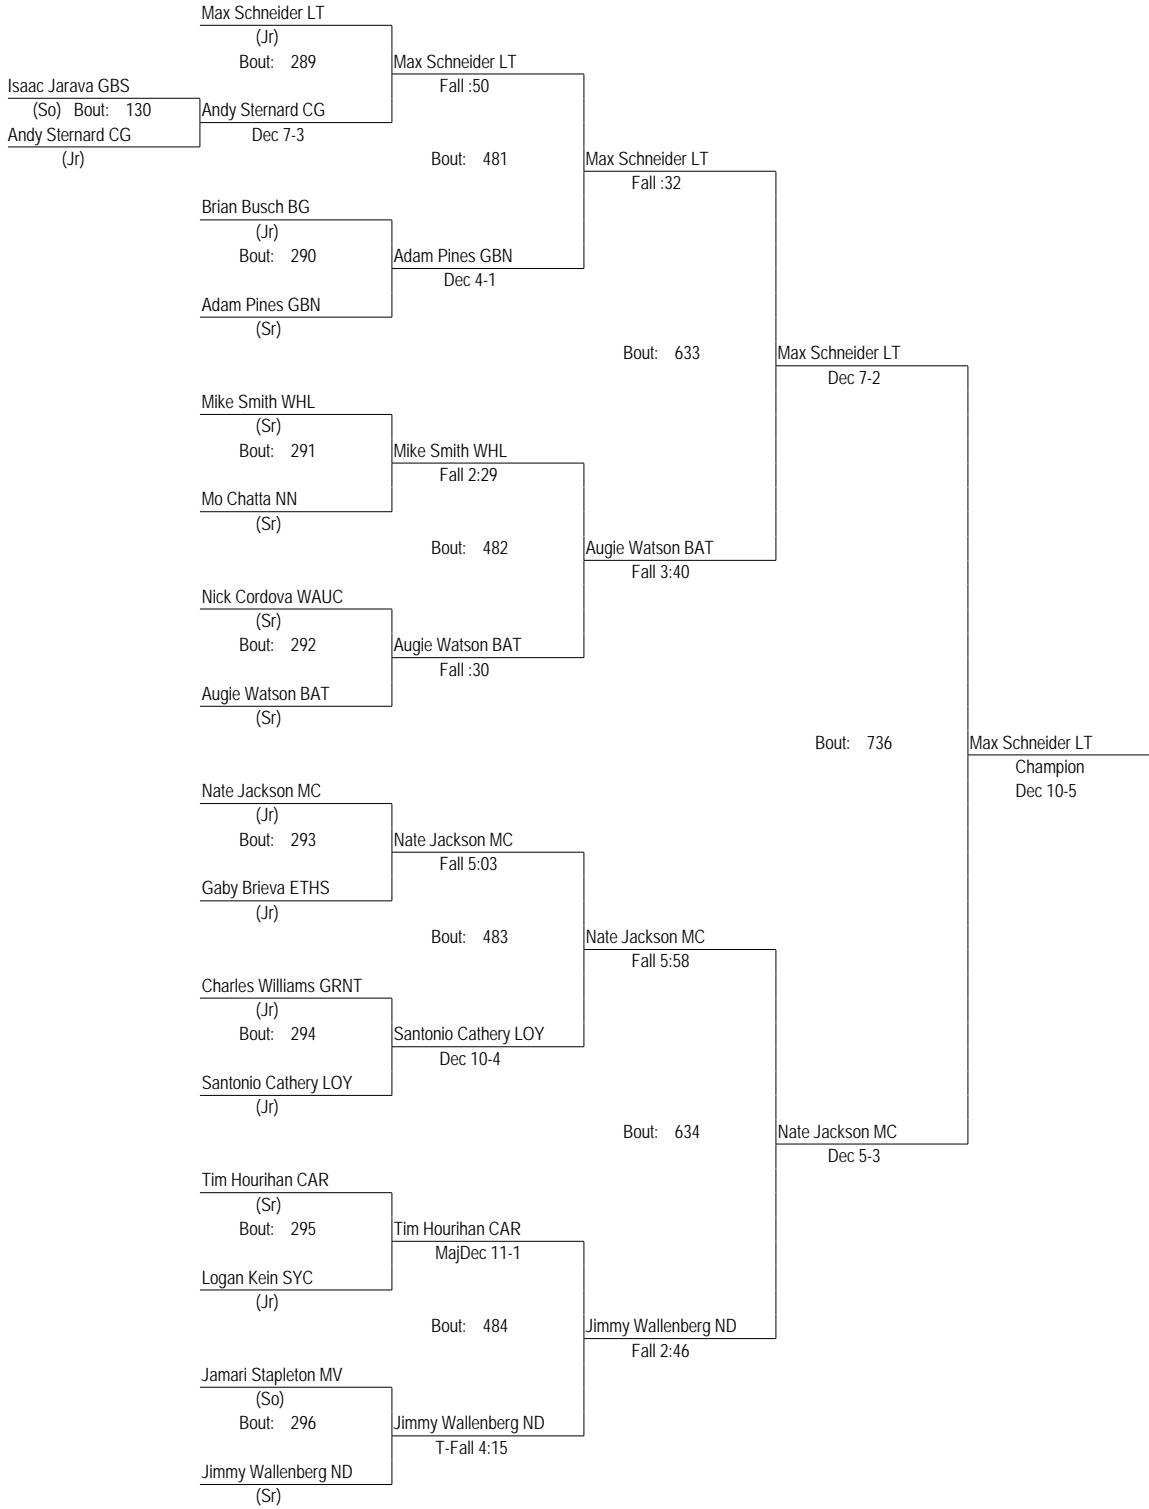 Max Schneider LT
(Jr)
Bout: 289
Max Schneider LT
Fall :50
Isaac Jarava GBS
(So) Bout: 130
Andy Sternard CG
Andy Sternard CG
Dec 7-3
(Jr)
Bout: 481
Max Schneider LT
Fall :32
Brian Busch BG
(Jr)
Bout: 290
Adam Pines GBN
Dec 4-1
Adam Pines GBN
(Sr)
Bout: 633
Max Schneider LT
Dec 7-2
Mike Smith WHL
(Sr)
Bout: 291
Mike Smith WHL
Fall 2:29
Mo Chatta NN
(Sr)
Bout: 482
Augie Watson BAT
Fall 3:40
Nick Cordova WAUC
(Sr)
Bout: 292
Augie Watson BAT
Fall :30
Augie Watson BAT
(Sr)
Bout: 736
Max Schneider LT
Champion
Dec 10-5
Nate Jackson MC
(Jr)
Bout: 293
Nate Jackson MC
Fall 5:03
Gaby Brieva ETHS
(Jr)
Bout: 483
Nate Jackson MC
Fall 5:58
Charles Williams GRNT
(Jr)
Bout: 294
Santonio Cathery LOY
Dec 10-4
Santonio Cathery LOY
(Jr)
Bout: 634
Nate Jackson MC
Dec 5-3
Tim Hourihan CAR
(Sr)
Bout: 295
Tim Hourihan CAR
MajDec 11-1
Logan Kein SYC
(Jr)
Bout: 484
Jimmy Wallenberg ND
Fall 2:46
Jamari Stapleton MV
(So)
Bout: 296
Jimmy Wallenberg ND
T-Fall 4:15
Jimmy Wallenberg ND
(Sr)